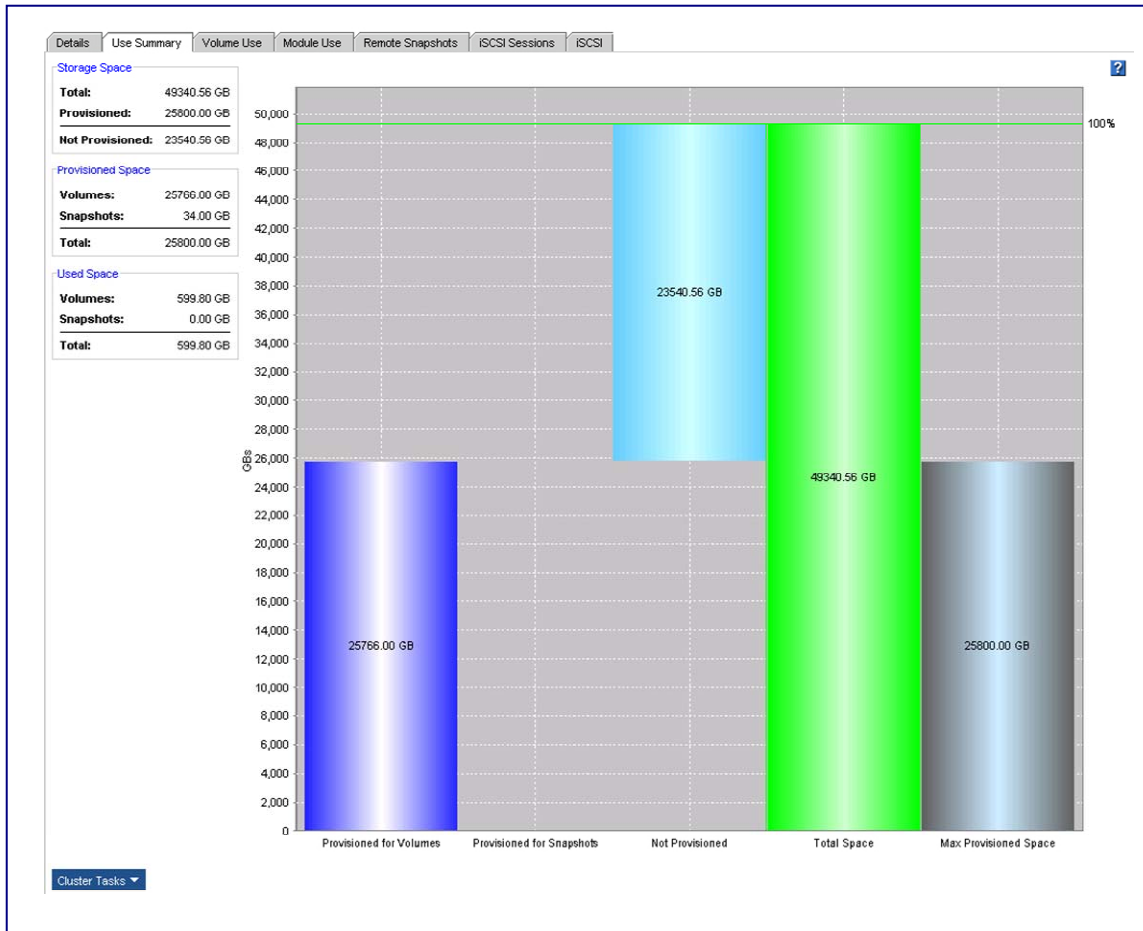 Details Use Summary Volume Use Module Use Remote Snapshots iSCSI Sessions iSCSI
Storage Space
Total: 49340.56 GB
Provisioned: 25800.00 GB
Not Provisioned: 23540.56 GB
Provisioned Space
Volumes: 25766.00 GB
Snapshots: 34.00 GB
Total: 25800.00 GB
Used Space
Volumes: 599.80 GB
Snapshots: 0.00 GB
Total: 599.80 GB
?
GBs
50,000
48,000
46,000
44,000
42,000
40,000
38,000
36,000
34,000
32,000
30,000
28,000
26,000
24,000
22,000
20,000
18,000
16,000
14,000
12,000
10,000
8,000
6,000
4,000
2,000
0
100%
23540.56 GB
49340.56 GB
25766.00 GB
25800.00 GB
Provisioned for Volumes Provisioned for Snapshots Not Provisioned Total Space Max Provisioned Space
Cluster Tasks